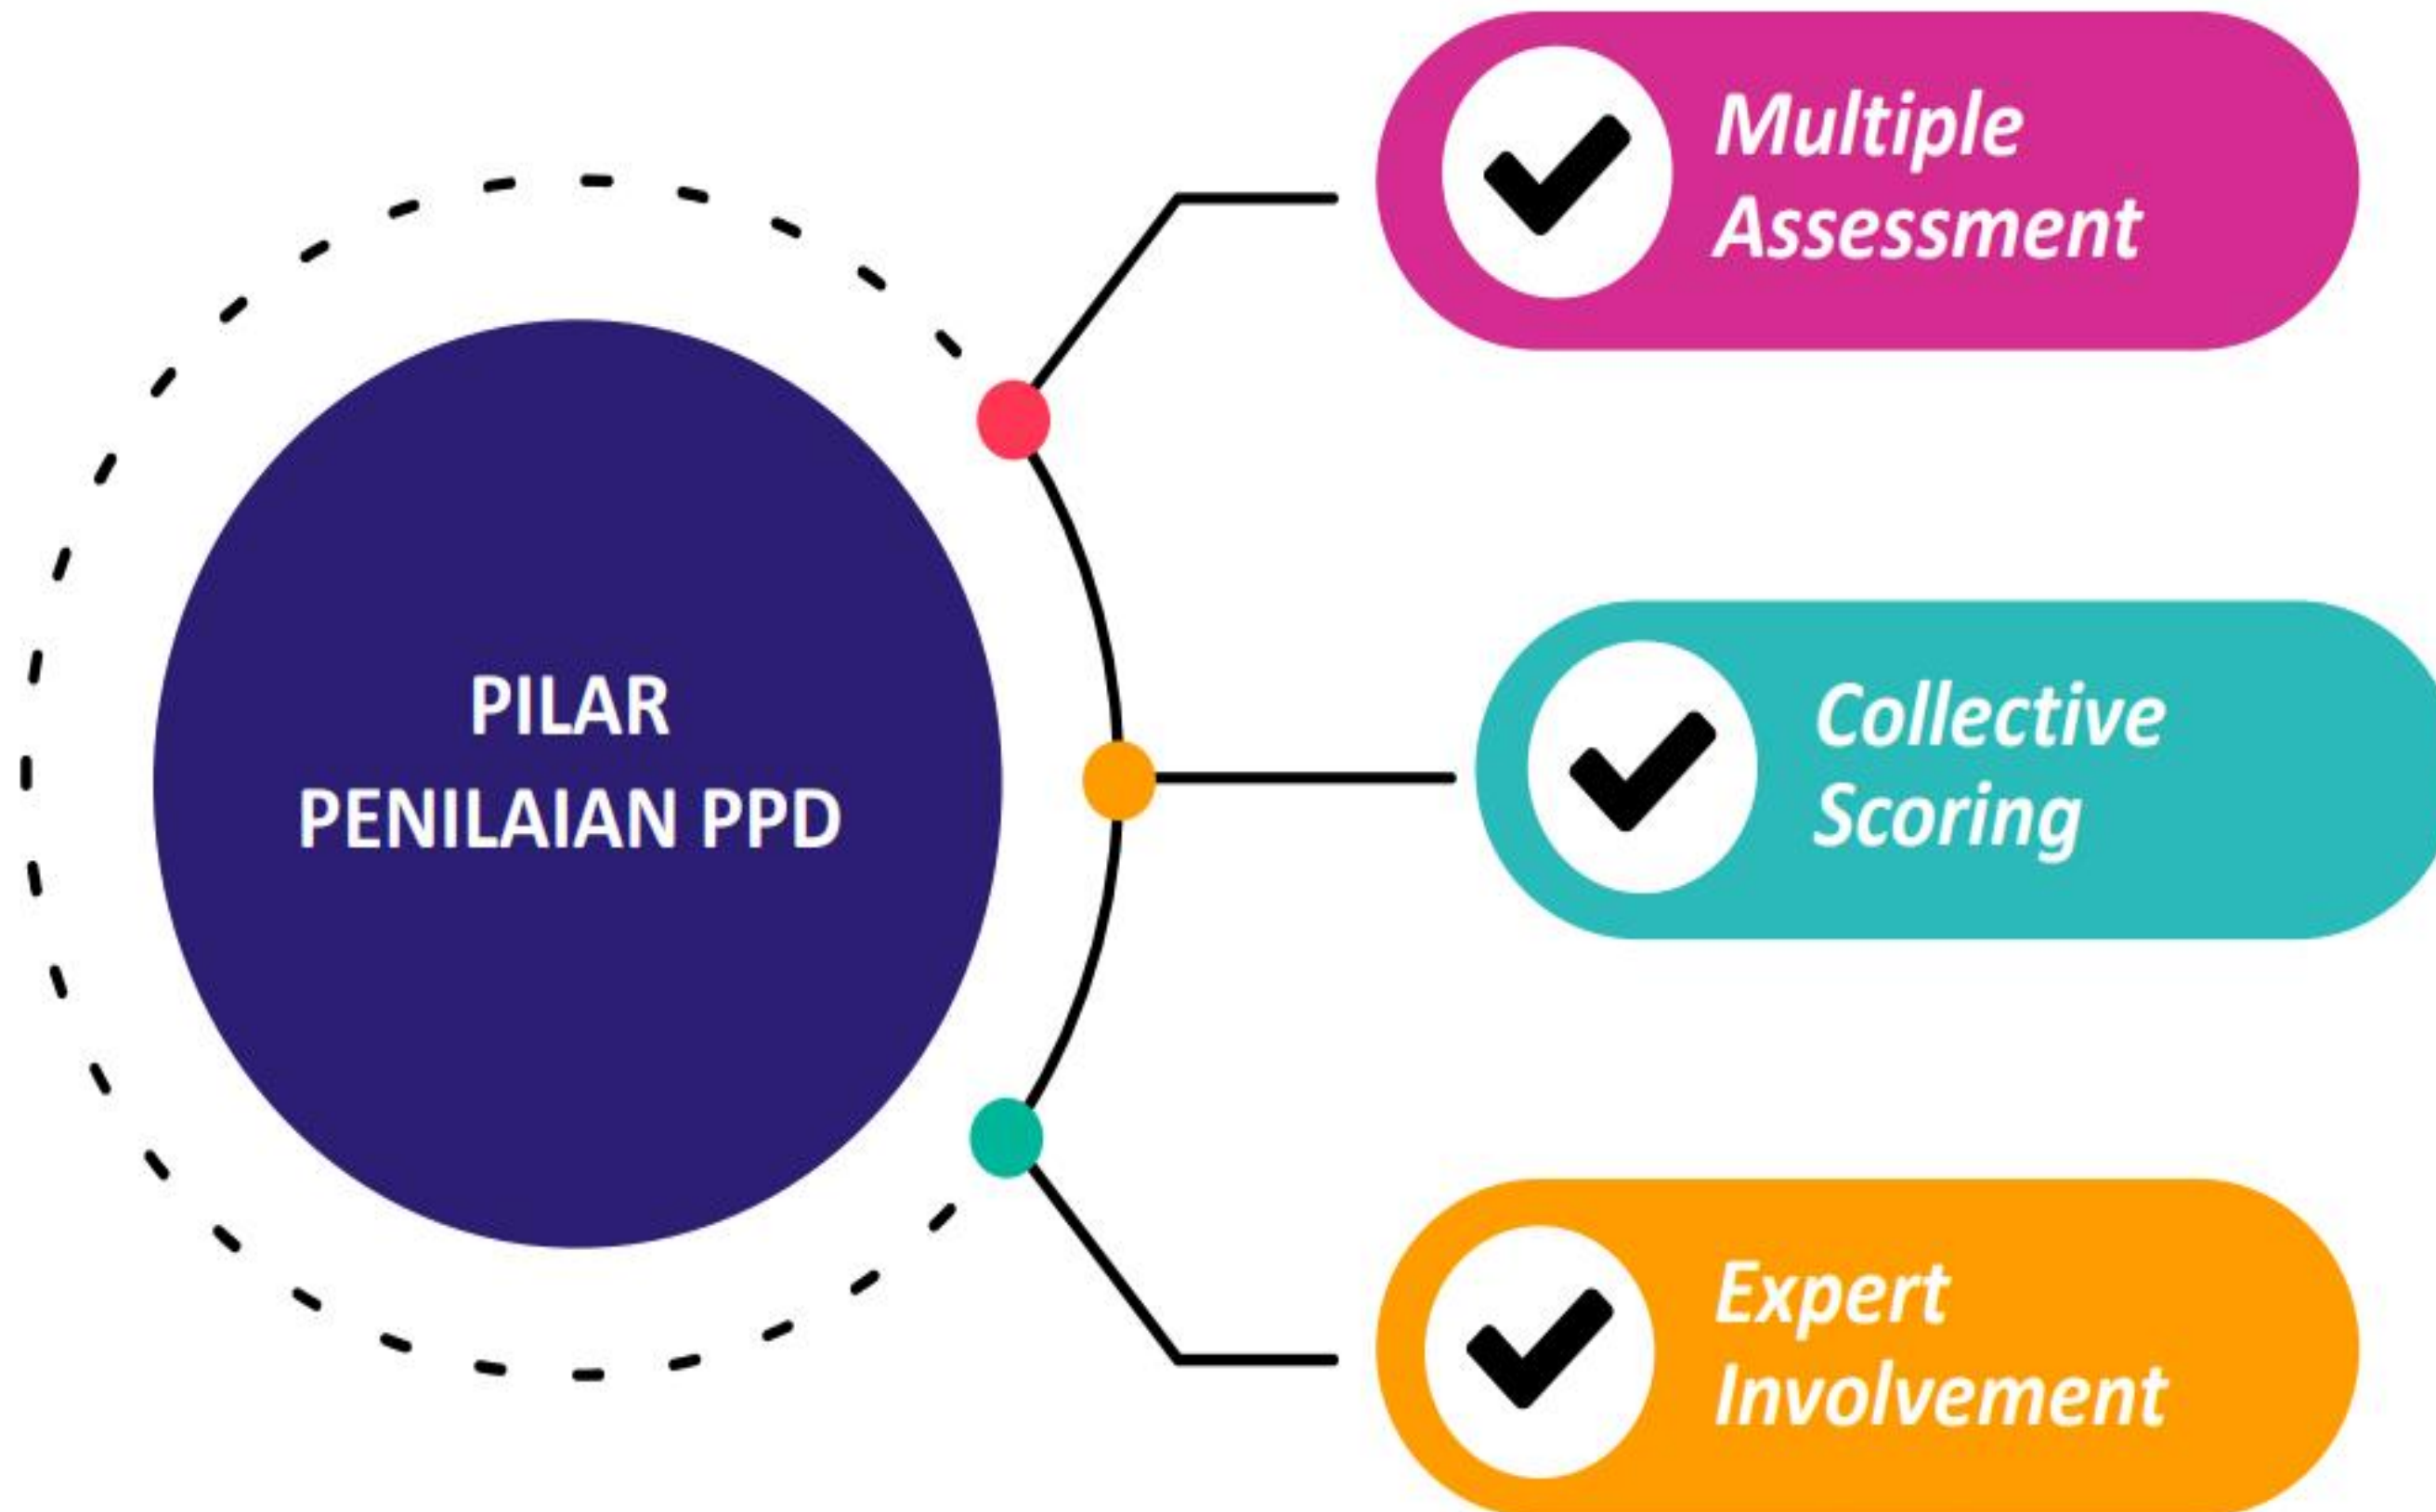 PILAR
PENILAIAN PPD
Multiple
Assessment
Collective
Scoring
Expert
Involvement